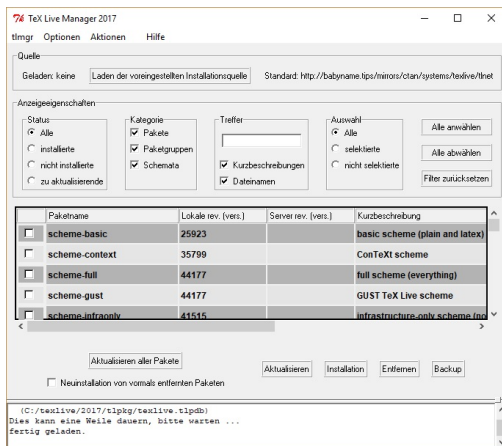 TeX Live Manager 2017
tlmgr Optionen Aktionen Hilfe
Quelle
Geladen: keine Laden der voreingestellten Installationsquelle Standard: http://babyname.tips/mirrors/ctan/systems/texlive/tlnet
Anzeigeeigenschaften
Status Kategorie Treffer Auswahl
Alle Pakete Alle Alle anwählen
installierte Paketgruppen selektierte
nicht installierte Schemata Kurzbeschreibungen nicht selektierte Alle abwählen
zu aktualisierende Dateinamen Filter zurücksetzen
Paketname Lokale rev. (vers.) Server rev. (vers.) Kurzbeschreibung
scheme-basic 25923 basic scheme (plain and latex)
scheme-context 35799 ConTeXt scheme
scheme-full 44177 full scheme (everything)
scheme-gust 44177 GUST TeX Live scheme
scheme-infraonly 41515 infrastructure-only scheme (no
Aktualisieren aller Pakete Aktualisieren Installation Entfernen Backup
Neuinstallation von vormals entfernten Paketen
(C:/texlive/2017/tlpkg/texlive.tlpdb)
Dies kann eine Weile dauern, bitte warten ...
fertig geladen.